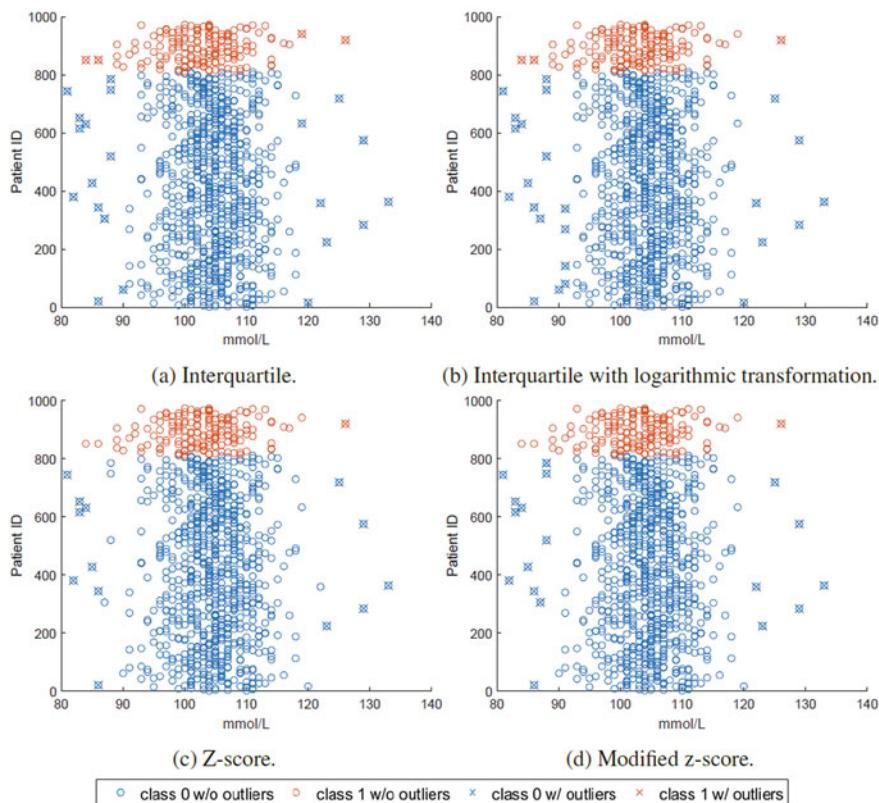 1000
800
600
400
200
0
Patient ID
80 90 100 110 120 130 140
mmol/L
(a) Interquartile.
1000
800
600
400
200
0
Patient ID
80 90 100 110 120 130 140
mmol/L
(b) Interquartile with logarithmic transformation.
1000
800
600
400
200
0
Patient ID
80 90 100 110 120 130 140
mmol/L
(c) Z-score.
1000
800
600
400
200
0
Patient ID
80 90 100 110 120 130 140
mmol/L
(d) Modified z-score.
class 0 w/o outliers class 1 w/o outliers class 0 w/ outliers class 1 w/ outliers